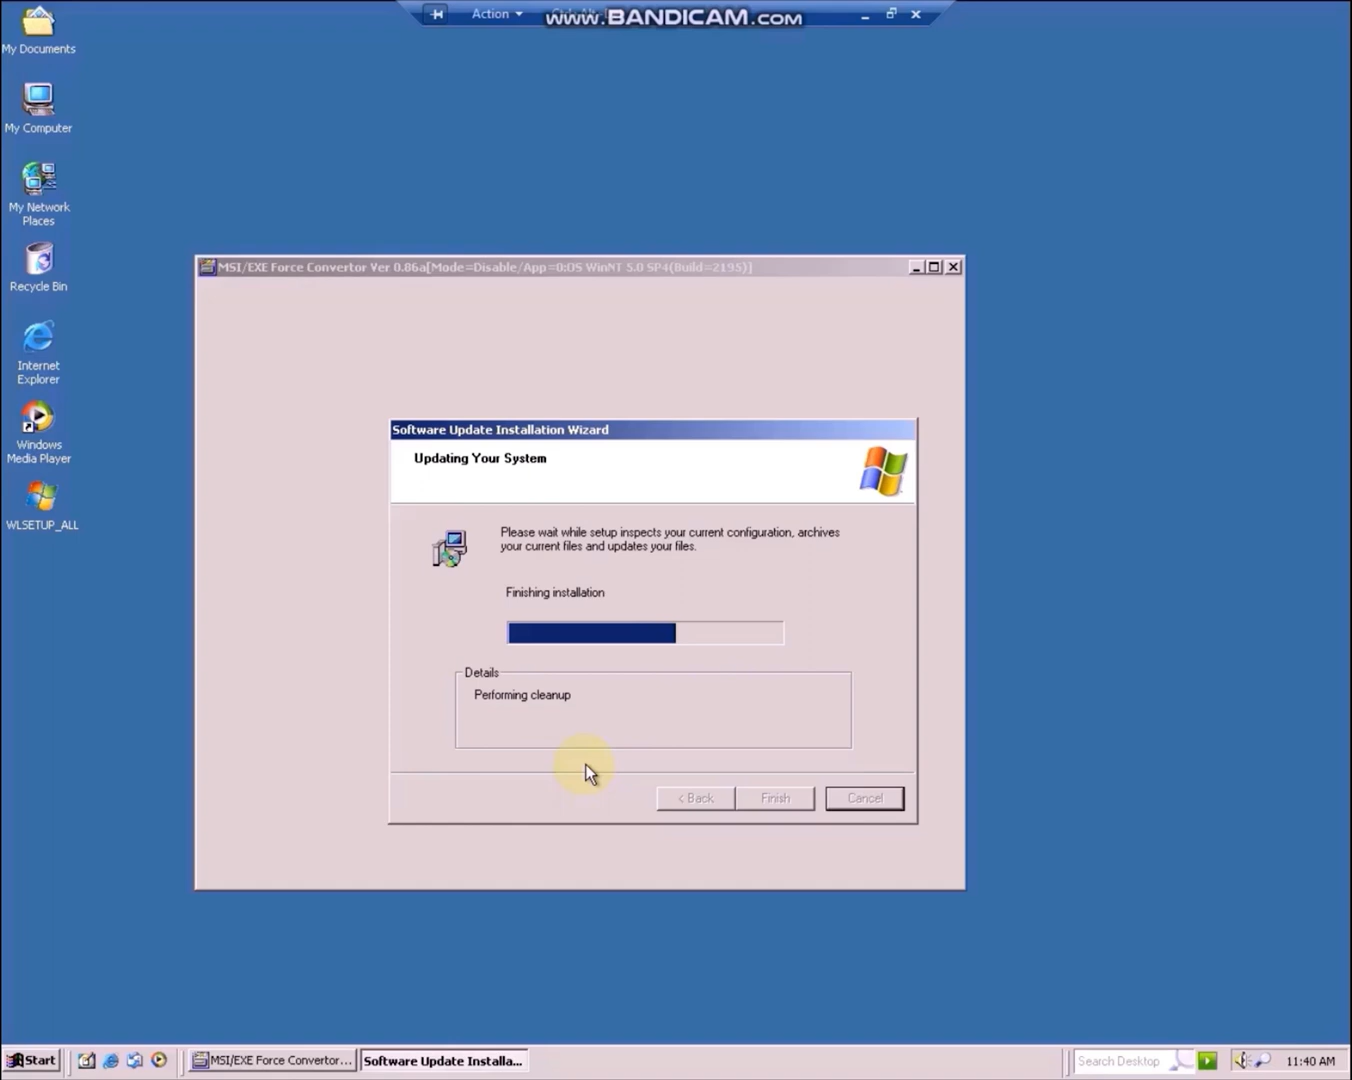 Action
www.BANDICAM.com
My Documents
My Computer
My Network
Places
Recycle Bin
Internet
Explorer
Windows
Media Player
WLSETUP_ALL
MSI/EXE Force Convertor Ver 0.86a[Mode=Disable/App=0:OS WinNT 5.0 SP4(Build=2195)]
Software Update Installation Wizard
Updating Your System
Please wait while setup inspects your current configuration, archives
your current files and updates your files.
Finishing installation
Details
Performing cleanup
< Back
Finish
Cancel
Start
MSI/EXE Force Convertor...
Software Update Installa...
Search Desktop
11:40 AM